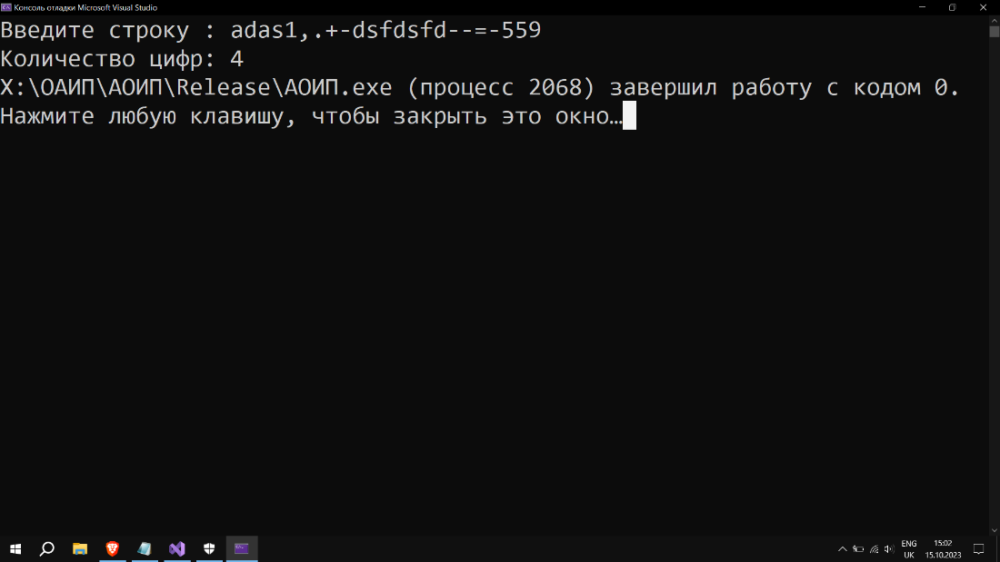 Консоль отладки Microsoft Visual Studio
Введите строку : adas1,.+-dsfdsfd--=-559
Количество цифр: 4
X:\ОАИП\АОИП\Release\АОИП.exe (процесс 2068) завершил работу с кодом 0.
Нажмите любую клавишу, чтобы закрыть это окно…
ENG
15:02
UK
15.10.2023